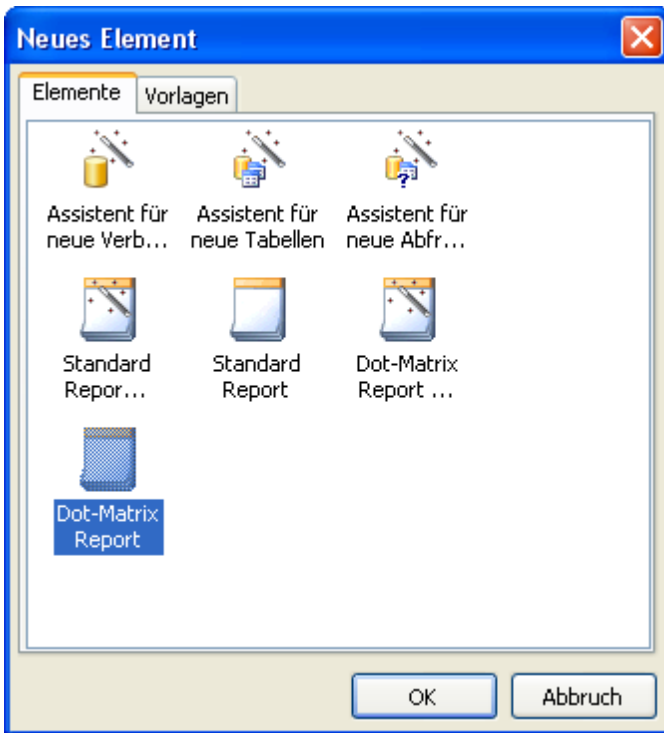 Neues Element
Elemente Vorlagen
Assistent für Assistent für Assistent für
neue Verb... neue Tabellen neue Abfr...
Standard Standard Dot-Matrix
Repor... Report Report ...
Dot-Matrix
Report
OK Abbruch